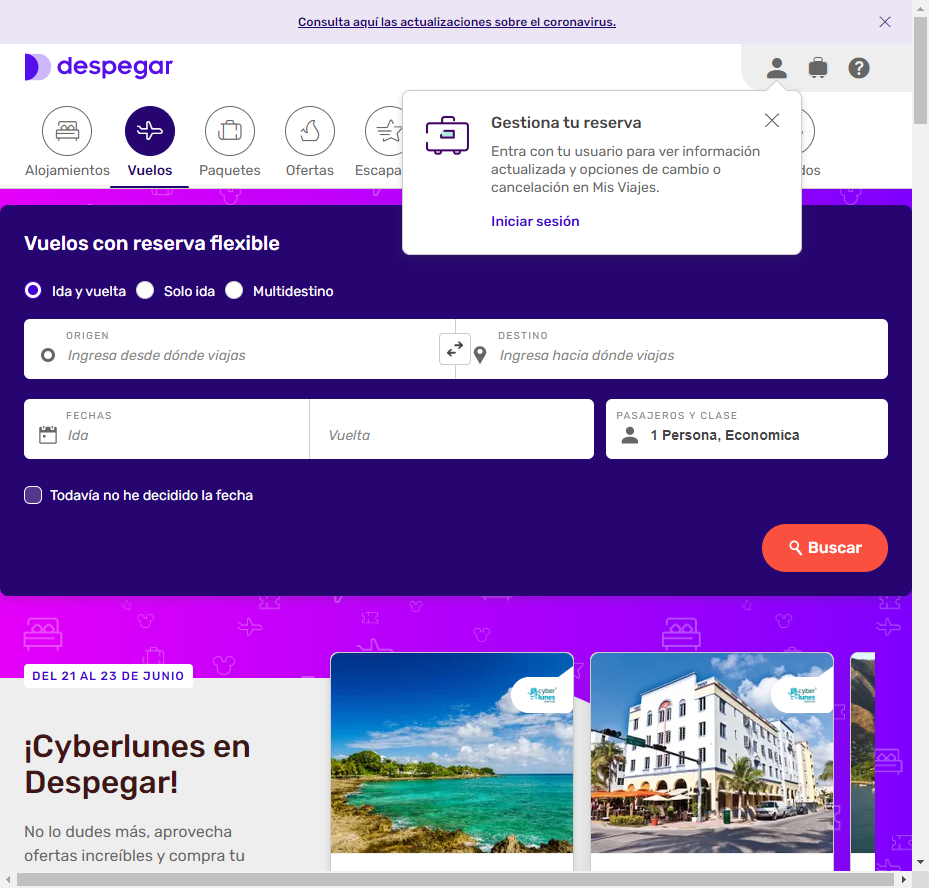 Consulta aquí las actualizaciones sobre el coronavirus.
despegar
Alojamientos
Vuelos
Paquetes
Ofertas
Escapa
dos
Gestiona tu reserva
Entra con tu usuario para ver información
actualizada y opciones de cambio o
cancelación en Mis Viajes.
Iniciar sesión
Vuelos con reserva flexible
Ida y vuelta
Solo ida
Multidestino
ORIGEN
Ingresa desde dónde viajas
DESTINO
Ingresa hacia dónde viajas
FECHAS
Ida
Vuelta
PASAJEROS Y CLASE
1 Persona, Economica
Todavía no he decidido la fecha
Buscar
DEL 21 AL 23 DE JUNIO
¡Cyberlunes en
Despegar!
No lo dudes más, aprovecha
ofertas increíbles y compra tu
cyber
lunes
cyber
lunes